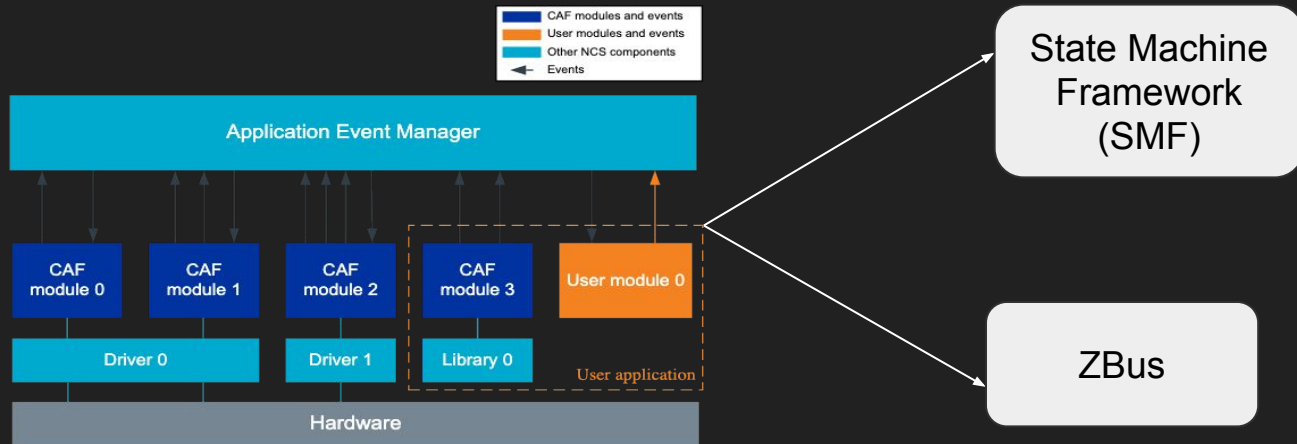 CAF modules and events
User modules and events
Other NCS components
Events
Application Event Manager
CAF
module 0
CAF
module 1
CAF
module 2
CAF
module 3
User module 0
Driver 0
Driver 1
Library 0
User application
Hardware
State Machine
Framework
(SMF)
ZBus